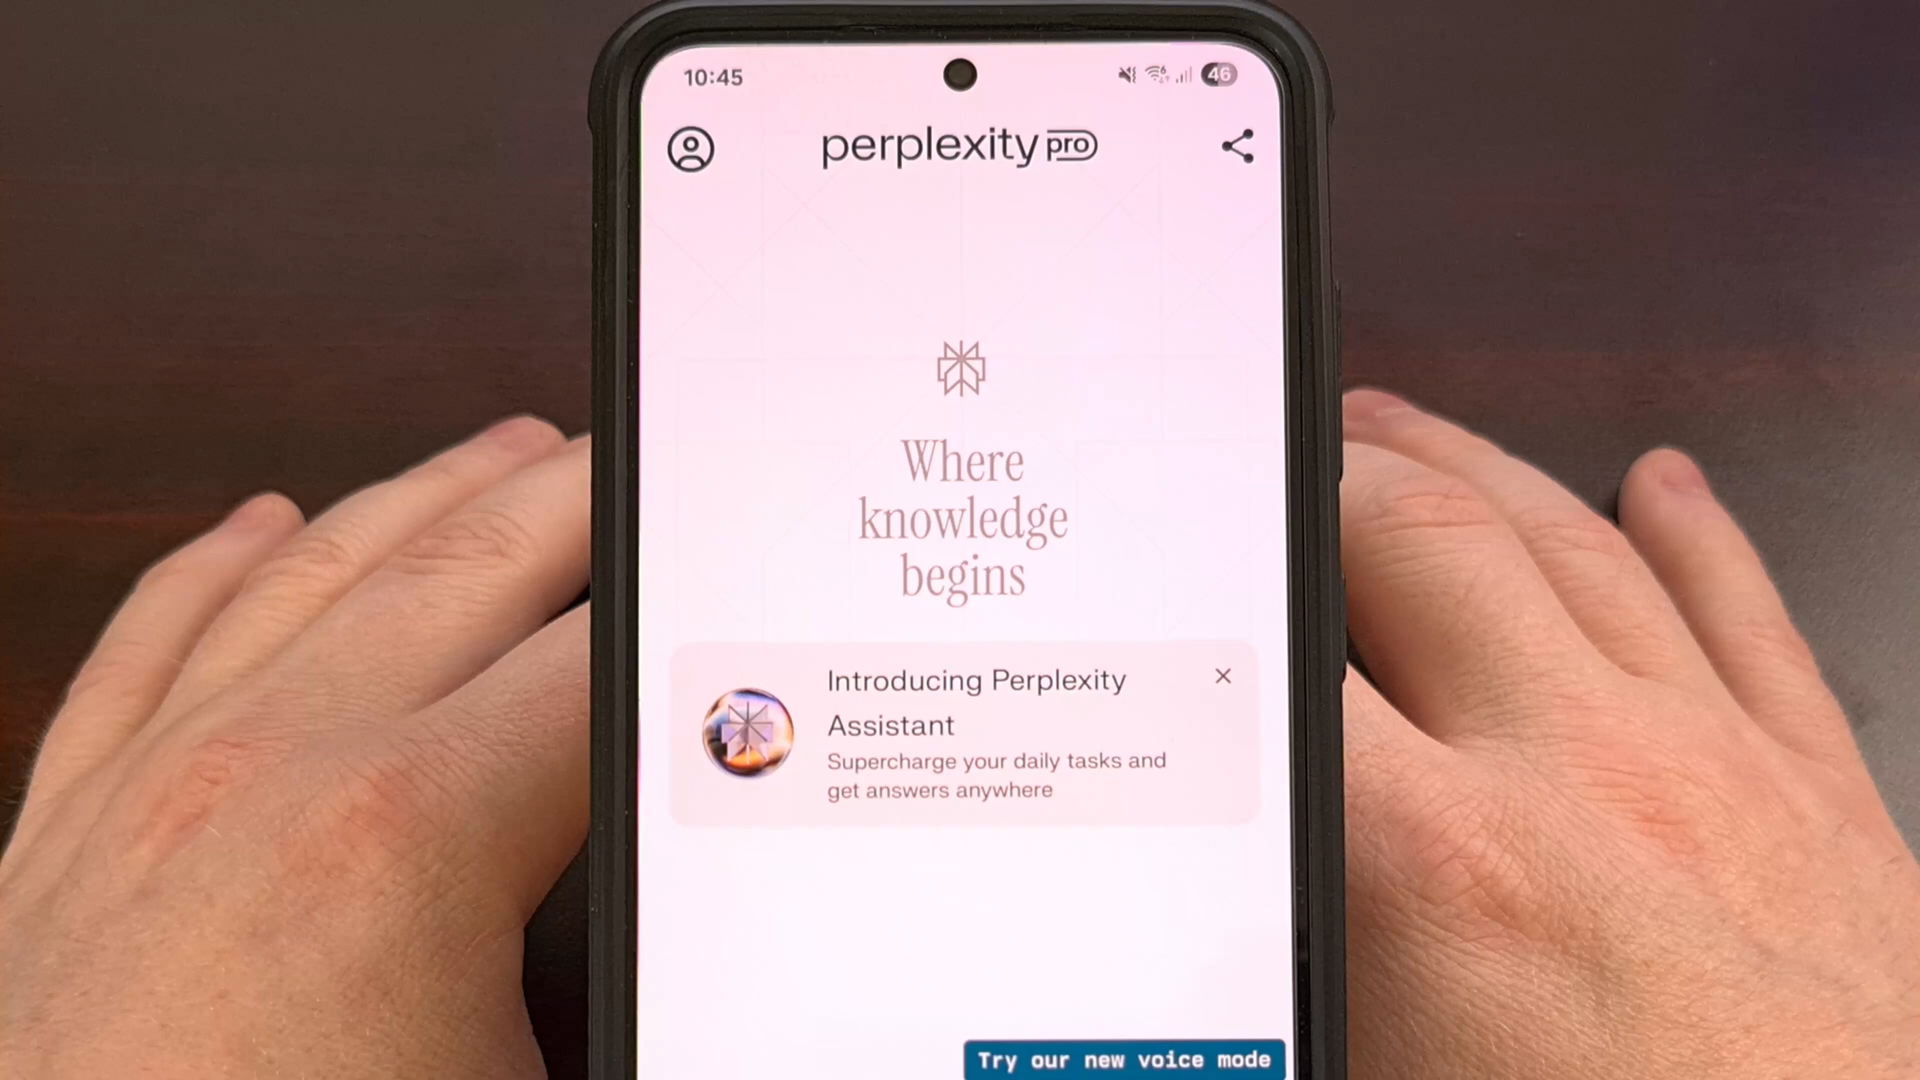 10:45
46
perplexity pro
Where
knowledge
begins
Introducing Perplexity
Assistant
Supercharge your daily tasks and
get answers anywhere
Try our new voice mode